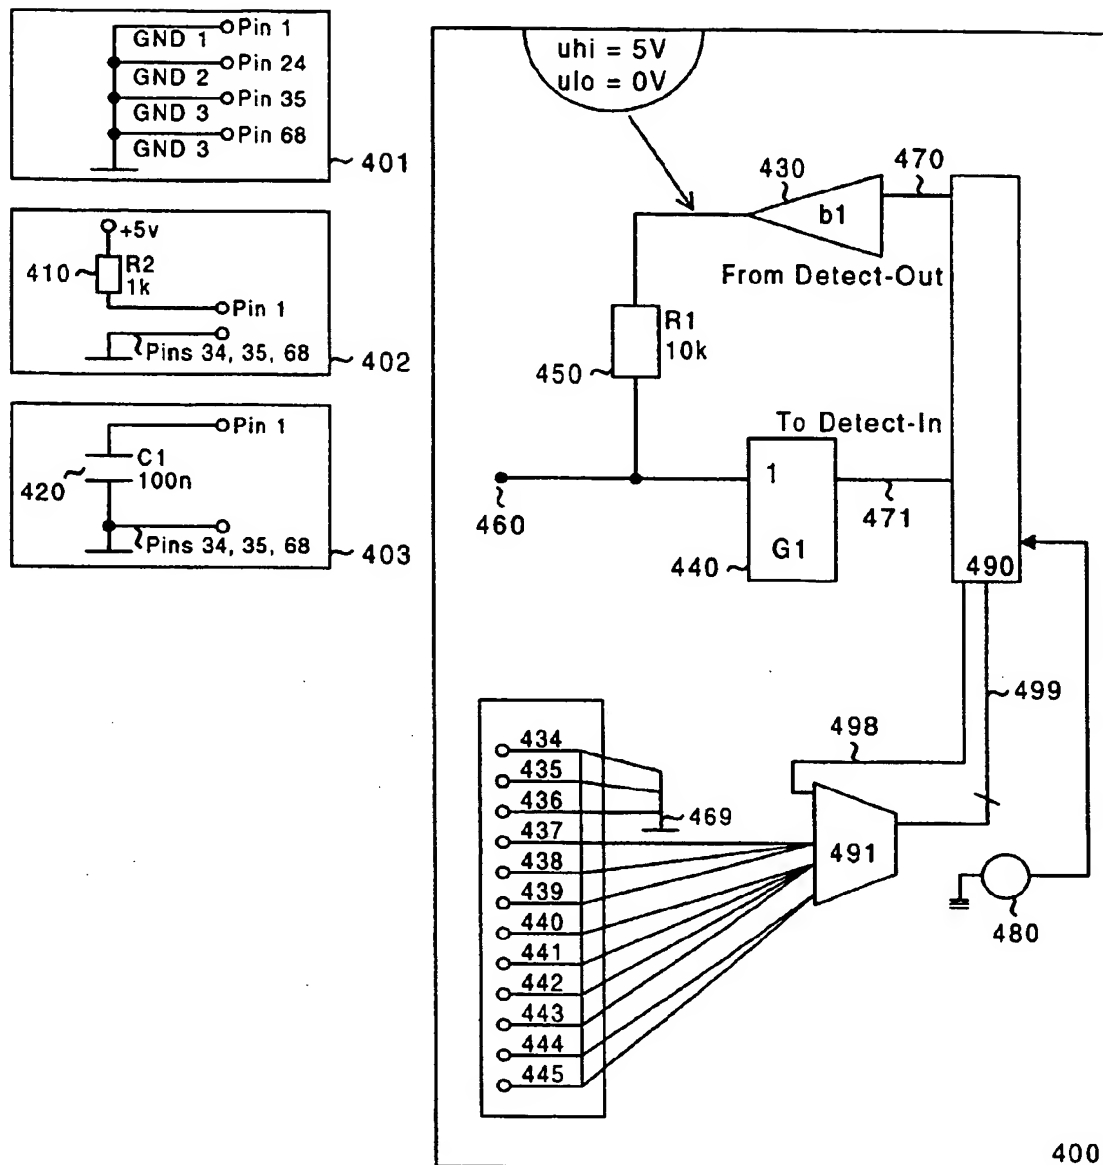 GND 1
Pin 1
GND 2
Pin 24
GND 3
Pin 35
GND 3
Pin 68
401
+5v
410
R2
1k
Pin 1
Pins 34, 35, 68
402
Pin 1
420
C1
100n
Pins 34, 35, 68
403
uhi = 5V
ulo = 0V
430
470
b1
From Detect-Out
R1
10k
450
To Detect-In
460
1
G1
440
471
490
499
498
434
435
436
469
437
438
439
440
441
442
443
444
445
491
480
400